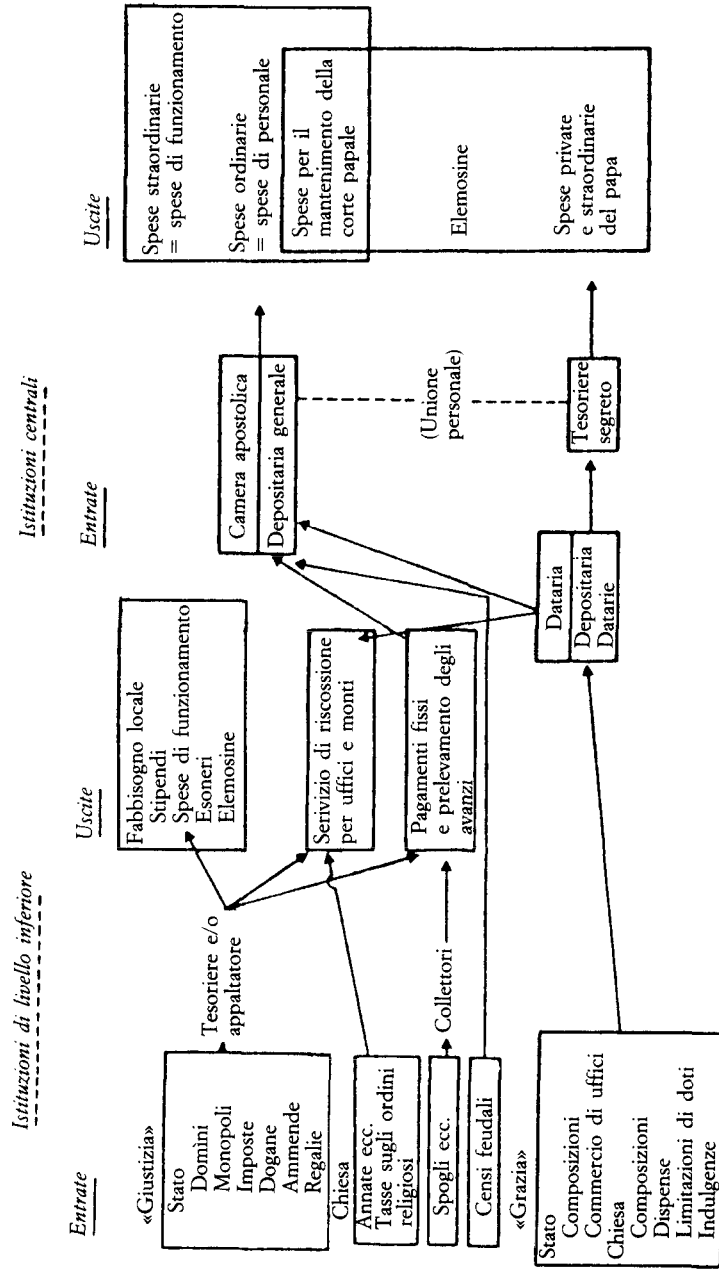 Istituzioni di livello inferiore
Istituzioni centrali
Entrate
Uscite
Entrate
Uscite
«Giustizia»
Stato
Domìni
Monopoli
Imposte
Dogane
Ammende
Regalie
Tesoriere e/o
appaltatore
Chiesa
Annate ecc.
Tasse sugli ordini
religiosi
Spogli ecc.
Collettori
Censi feudali
«Grazia»
Stato
Composizioni
Commercio di uffici
Chiesa
Composizioni
Dispense
Limitazioni di doti
Indulgenze
Fabbisogno locale
Stipendi
Spese di funzionamento
Esoneri
Elemosine
Serivizio di riscossione
per uffici e monti
Pagamenti fissi
e prelevamento degli
avanzi
Dataria
Depositaria
Datarie
Camera apostolica
Depositaria generale
(Unione
personale)
Tesoriere
segreto
Spese straordinarie
= spese di funzionamento
Spese ordinarie
= spese di personale
Spese per il
mantenimento della
corte papale
Elemosine
Spese private
e straordinarie
del papa